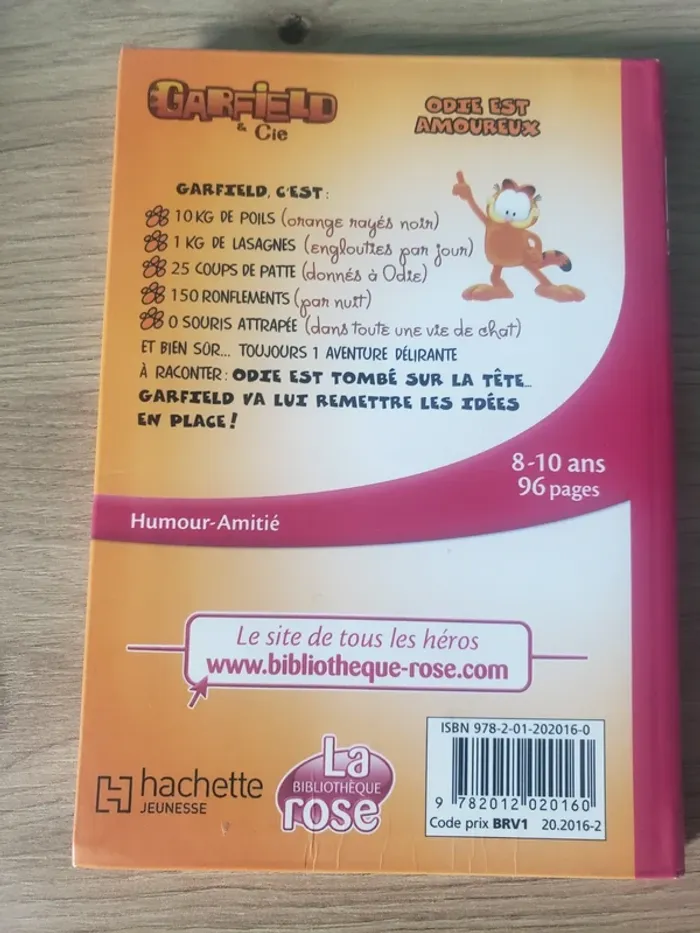 GARFIELD
& Cie
ODIE EST
AMOUREUX
GARFIELD, C'EST :
10 KG DE POILS (orange rayés noir)
1 KG DE LASAGNES (englouties par jour)
25 COUPS DE PATTE (donnés à Odie)
150 RONFLEMENTS (par nuit)
0 SOURIS ATTRAPÉE (dans toute une vie de chat)
ET BIEN SÛR... TOUJOURS 1 AVENTURE DÉLIRANTE
À RACONTER : ODIE EST TOMBÉ SUR LA TÊTE...
GARFIELD VA LUI REMETTRE LES IDÉES
EN PLACE !
8-10 ans
96 pages
Humour-Amitié
Le site de tous les héros
www.bibliotheque-rose.com
hachette
JEUNESSE
La
BIBLIOTHÈQUE
rose
ISBN 978-2-01-202016-0
9 782012 020160
Code prix BRV1 20.2016-2